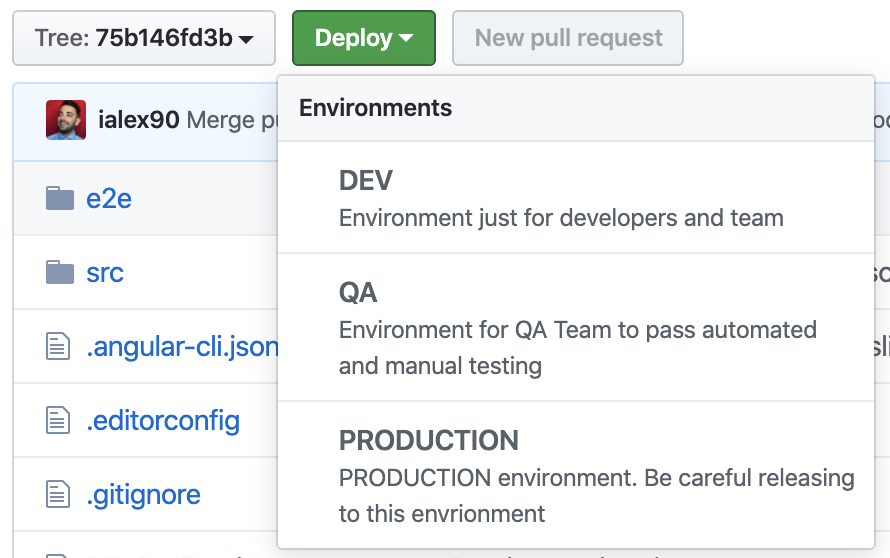 Tree: 75b146fd3b
Deploy
New pull request
ialex90 Merge
Environments
DEV
Environment just for developers and team
e2e
src
QA
Environment for QA Team to pass automated
and manual testing
.angular-cli.json
.editorconfig
PRODUCTION
PRODUCTION environment. Be careful releasing
to this envrionment
.gitignore